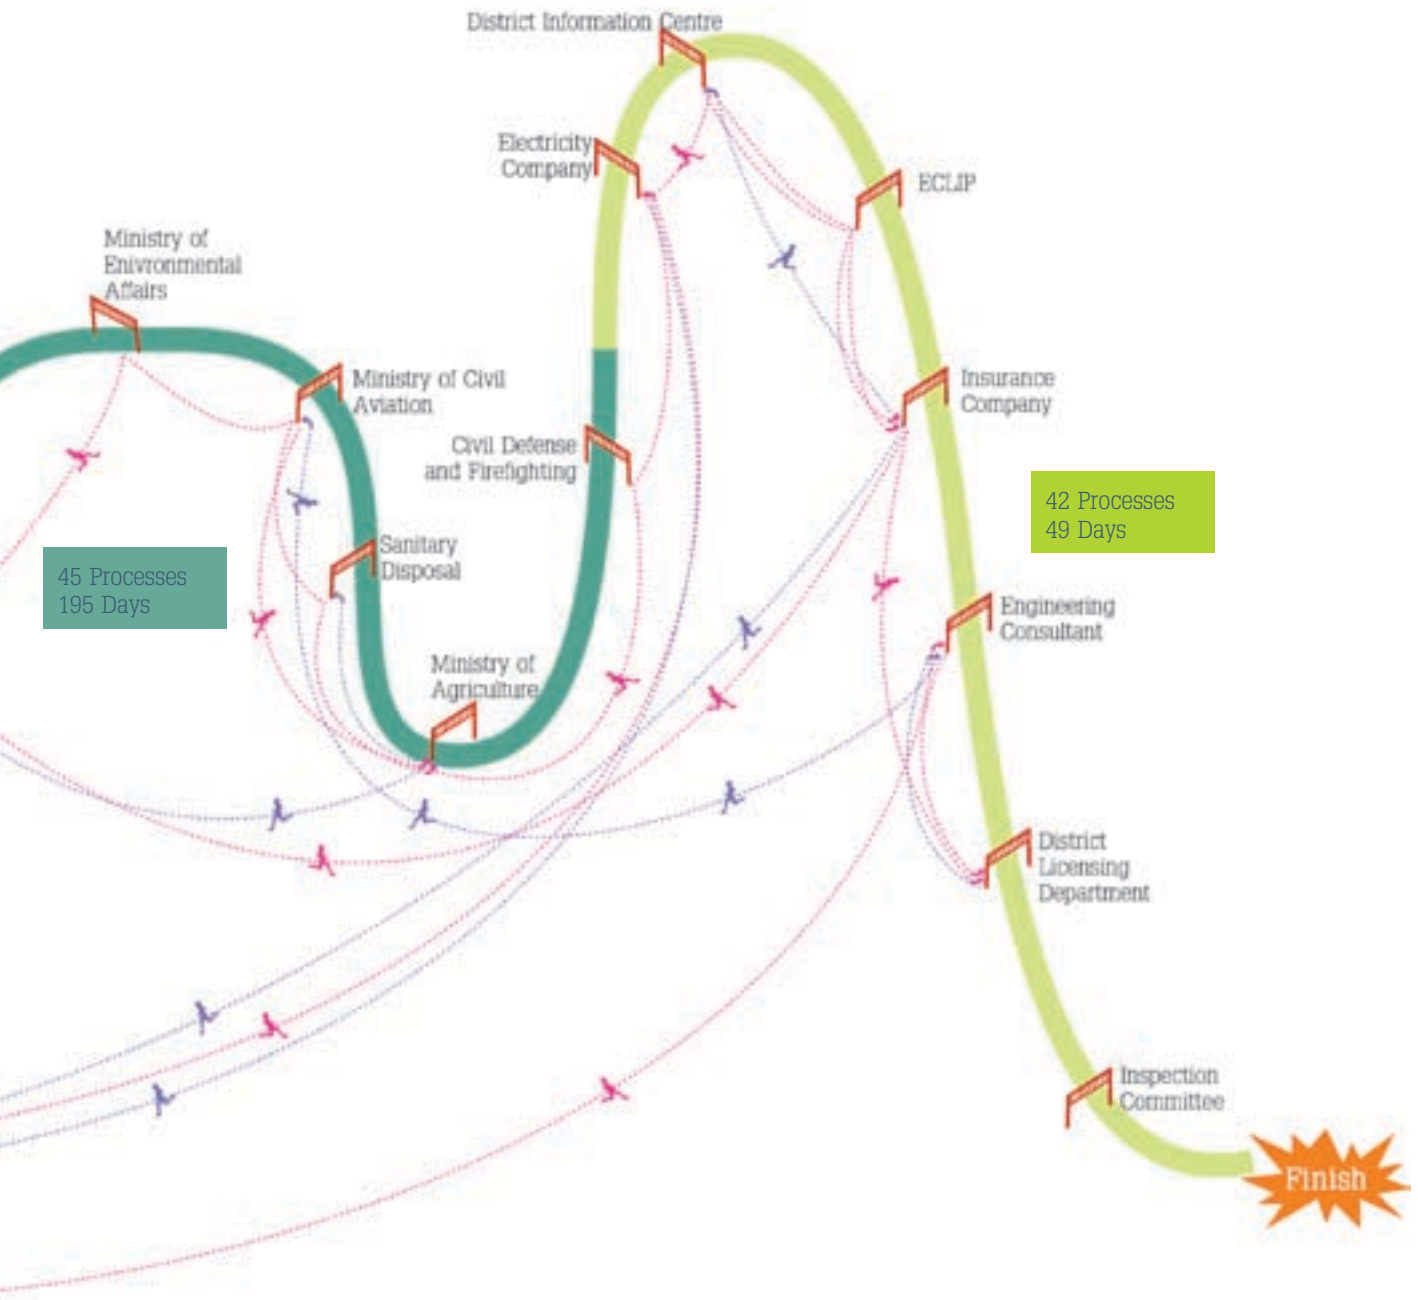 District Information Centre
Electricity
Company
ECLIP
Ministry of
Enivronmental
Affairs
Ministry of Civil
Aviation
Insurance
Company
Civil Defense
and Firefighting
42 Processes
49 Days
Sanitary
Disposal
45 Processes
195 Days
Engineering
Consultant
Ministry of
Agriculture
District
Licensing
Department
Inspection
Committee
Finish